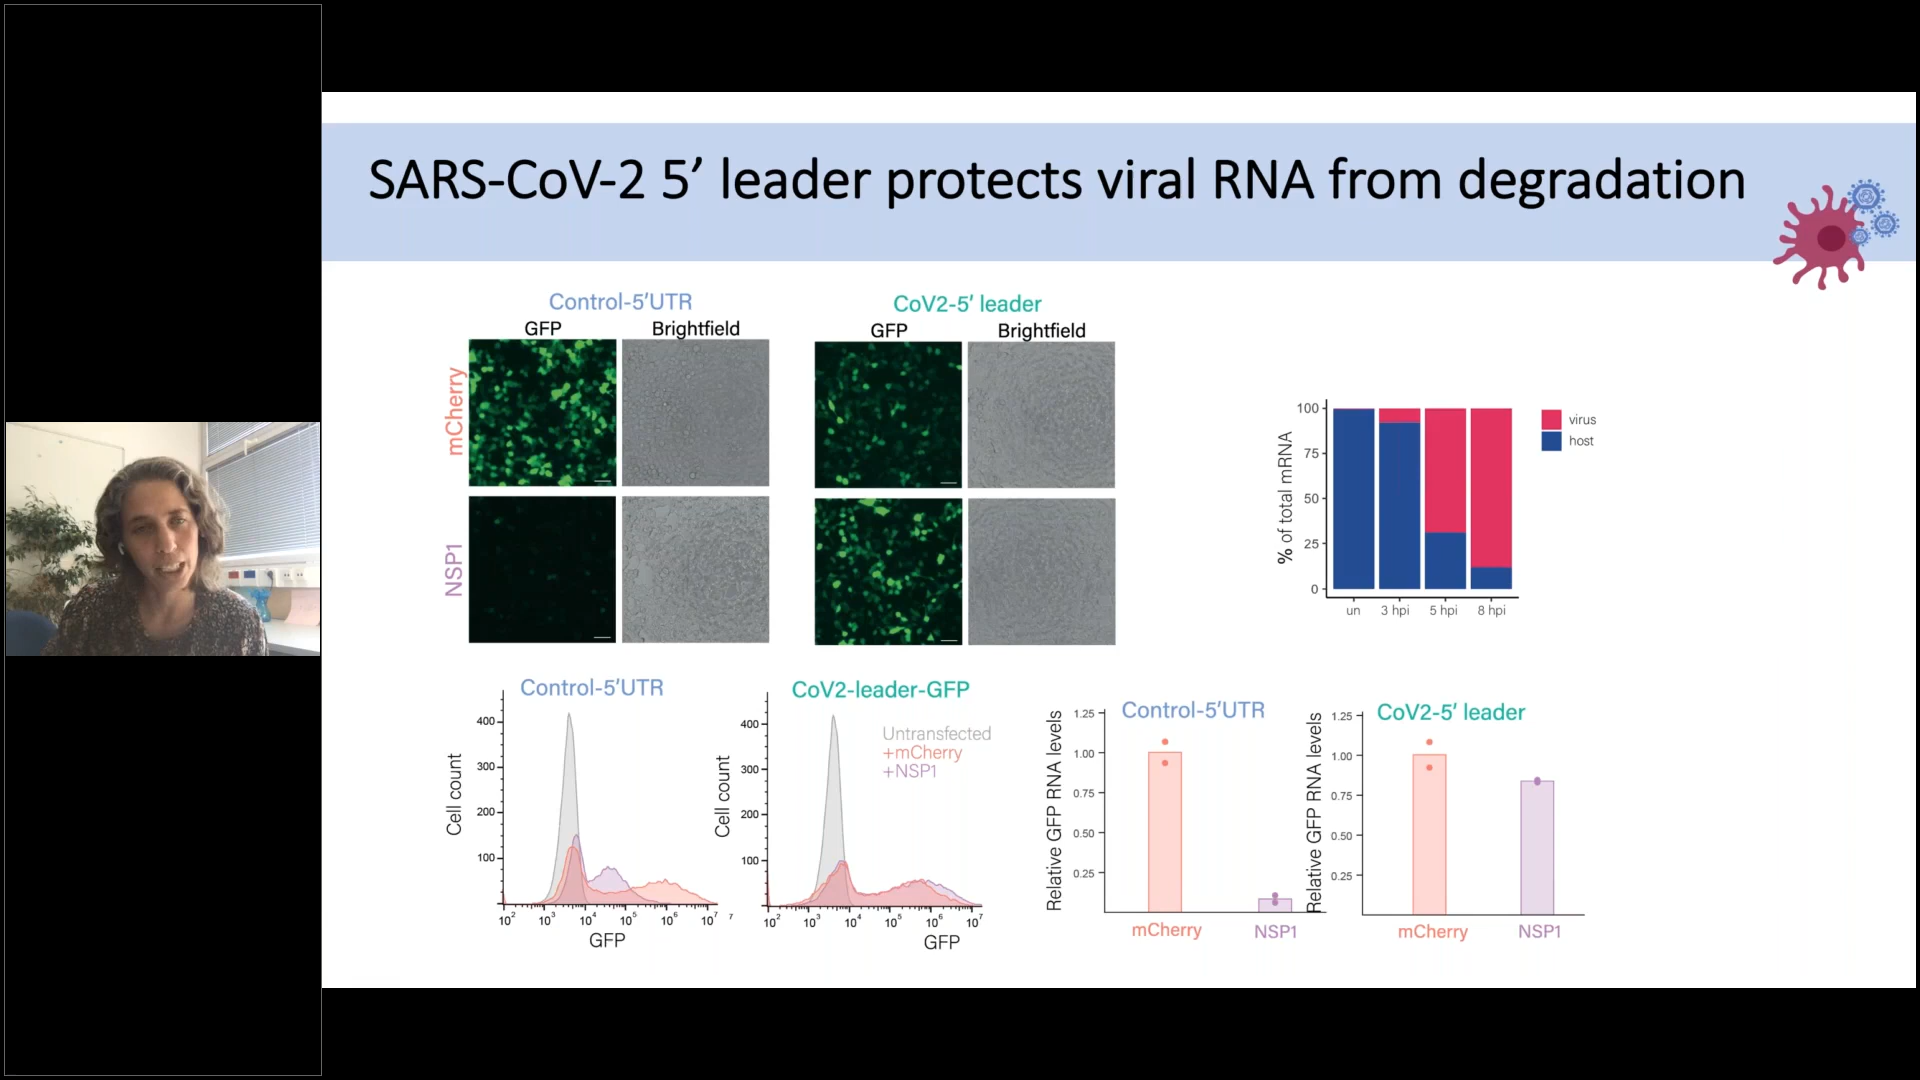 SARS-CoV-2 5’ leader protects viral RNA from degradation
Control-5’UTR
CoV2-5’ leader
GFP Brightfield
GFP Brightfield
mCherry
NSP1
% of total mRNA
100
75
50
25
0
un 3 hpi 5 hpi 8 hpi
virus
host
Control-5’UTR
Cell count
400
300
200
100
10² 10³ 10⁴ 10⁵ 10⁶ 10⁷ 7
GFP
CoV2-leader-GFP
Cell count
400
300
200
100
10² 10³ 10⁴ 10⁵ 10⁶ 10⁷
GFP
Untransfected
+mCherry
+NSP1
Control-5’UTR
Relative GFP RNA levels
1.25
1.00
0.75
0.50
0.25
mCherry NSP1
CoV2-5’ leader
Relative GFP RNA levels
1.25
1.00
0.75
0.50
0.25
mCherry NSP1